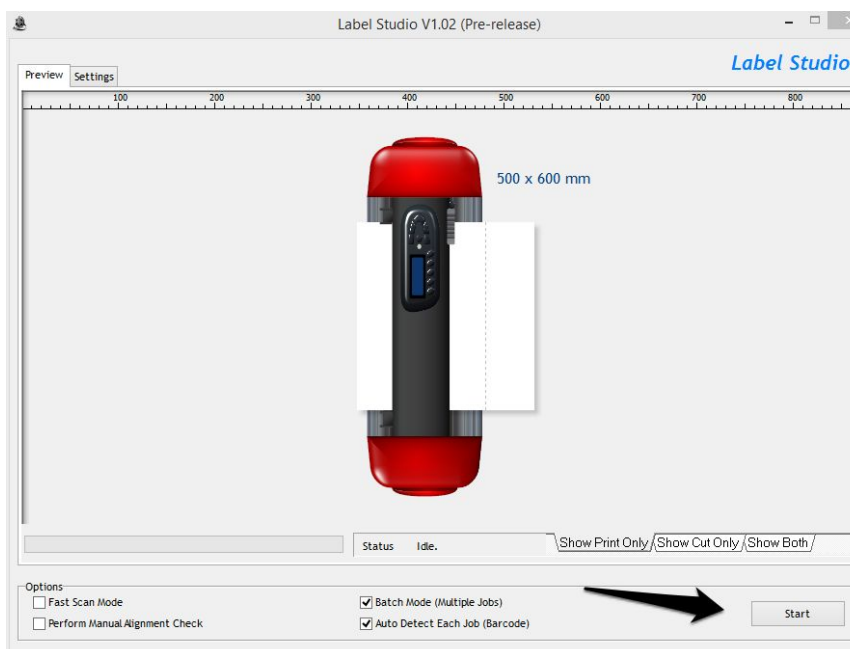 Label Studio V1.02 (Pre-release)
Label Studio
Preview Settings
100 200 300 400 500 600 700 800
500 x 600 mm
Status Idle.
Show Print Only Show Cut Only Show Both
Options
Fast Scan Mode
Batch Mode (Multiple Jobs)
Perform Manual Alignment Check
Auto Detect Each Job (Barcode)
Start